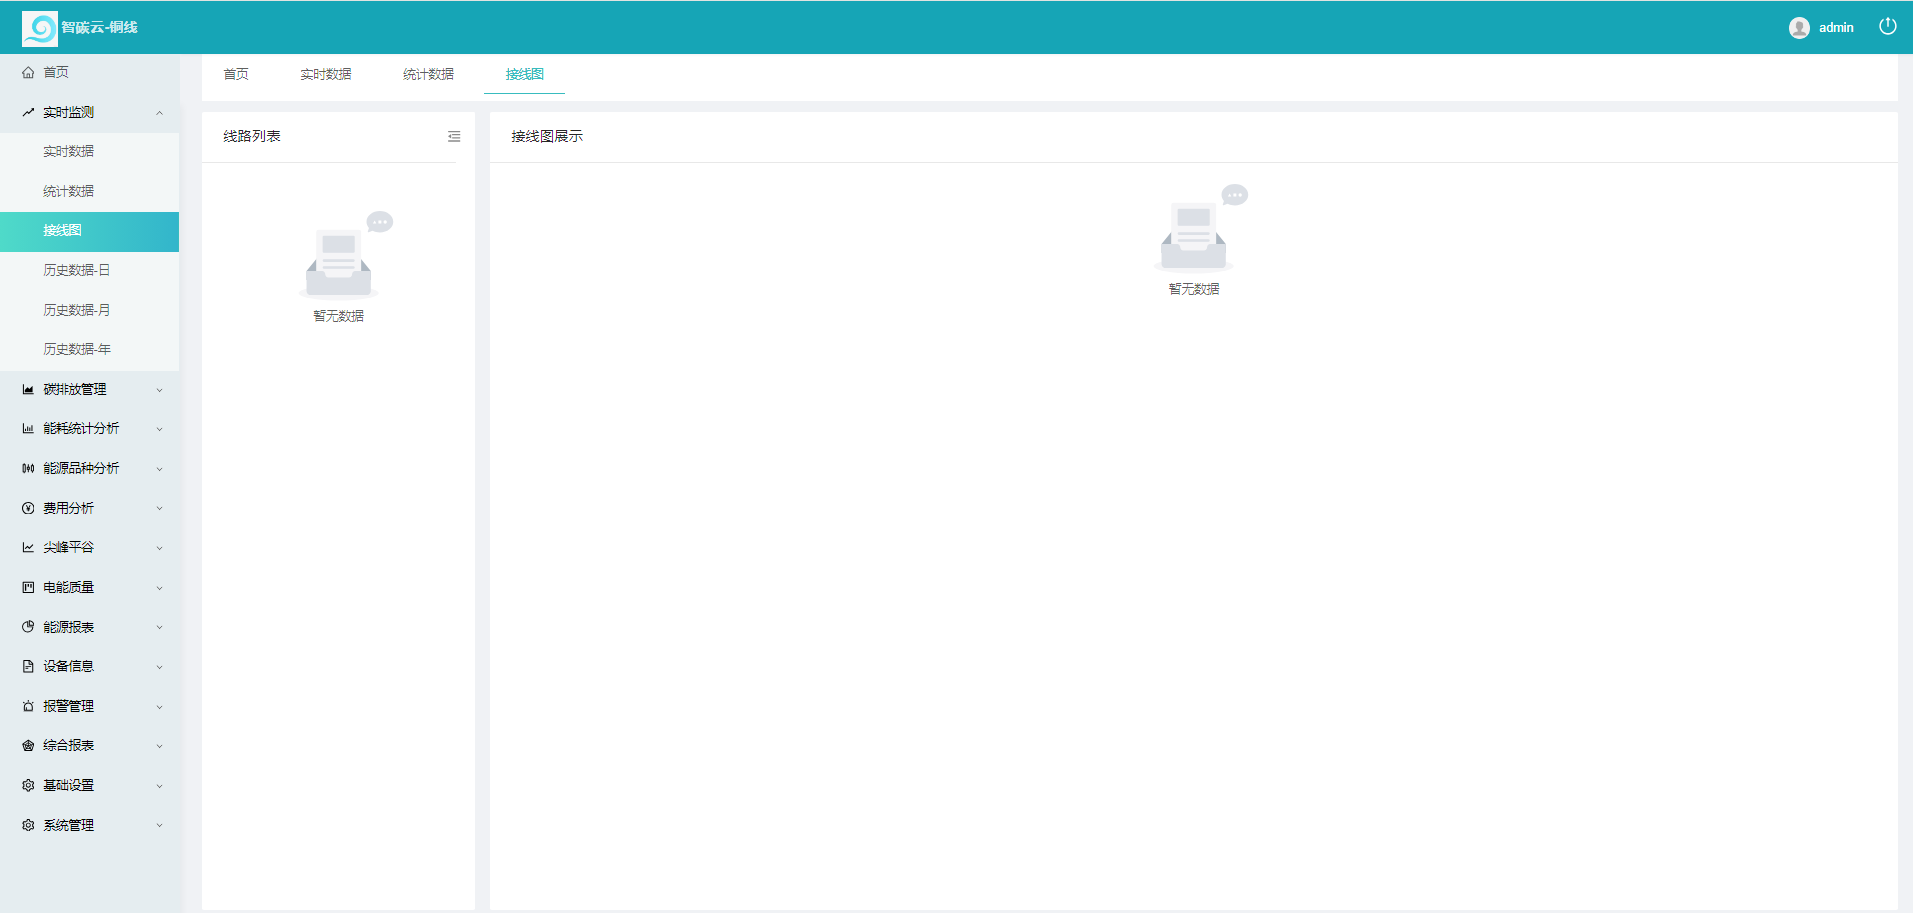 智碳云-铜线
admin
首页
实时监测
实时数据
统计数据
接线图
历史数据-日
历史数据-月
历史数据-年
碳排放管理
能耗统计分析
能源品种分析
费用分析
尖峰平谷
电能质量
能源报表
设备信息
报警管理
综合报表
基础设置
系统管理
首页 实时数据 统计数据 接线图
线路列表
暂无数据
接线图展示
暂无数据